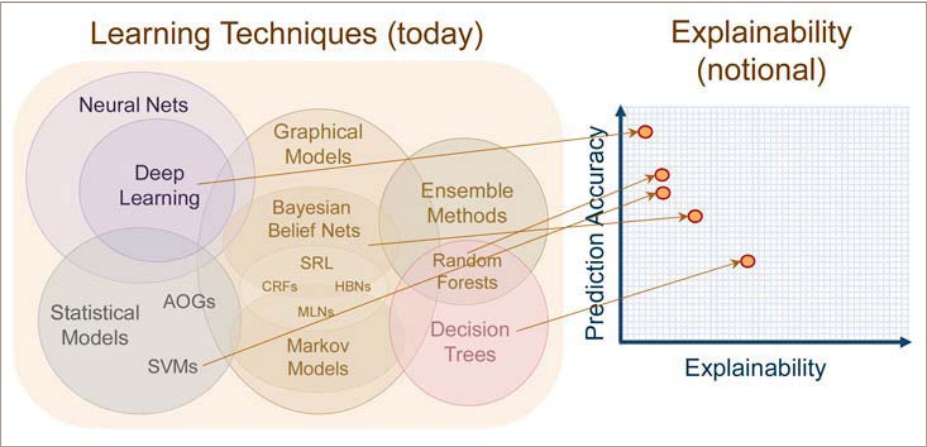 Learning Techniques (today)
Neural Nets
Deep
Learning
Graphical
Models
Bayesian
Belief Nets
SRL
CRFs HBNs
MLNs
Markov
Models
Ensemble
Methods
Random
Forests
Decision
Trees
Statistical
Models
AOGs
SVMs
Explainability
(notional)
Prediction Accuracy
Explainability